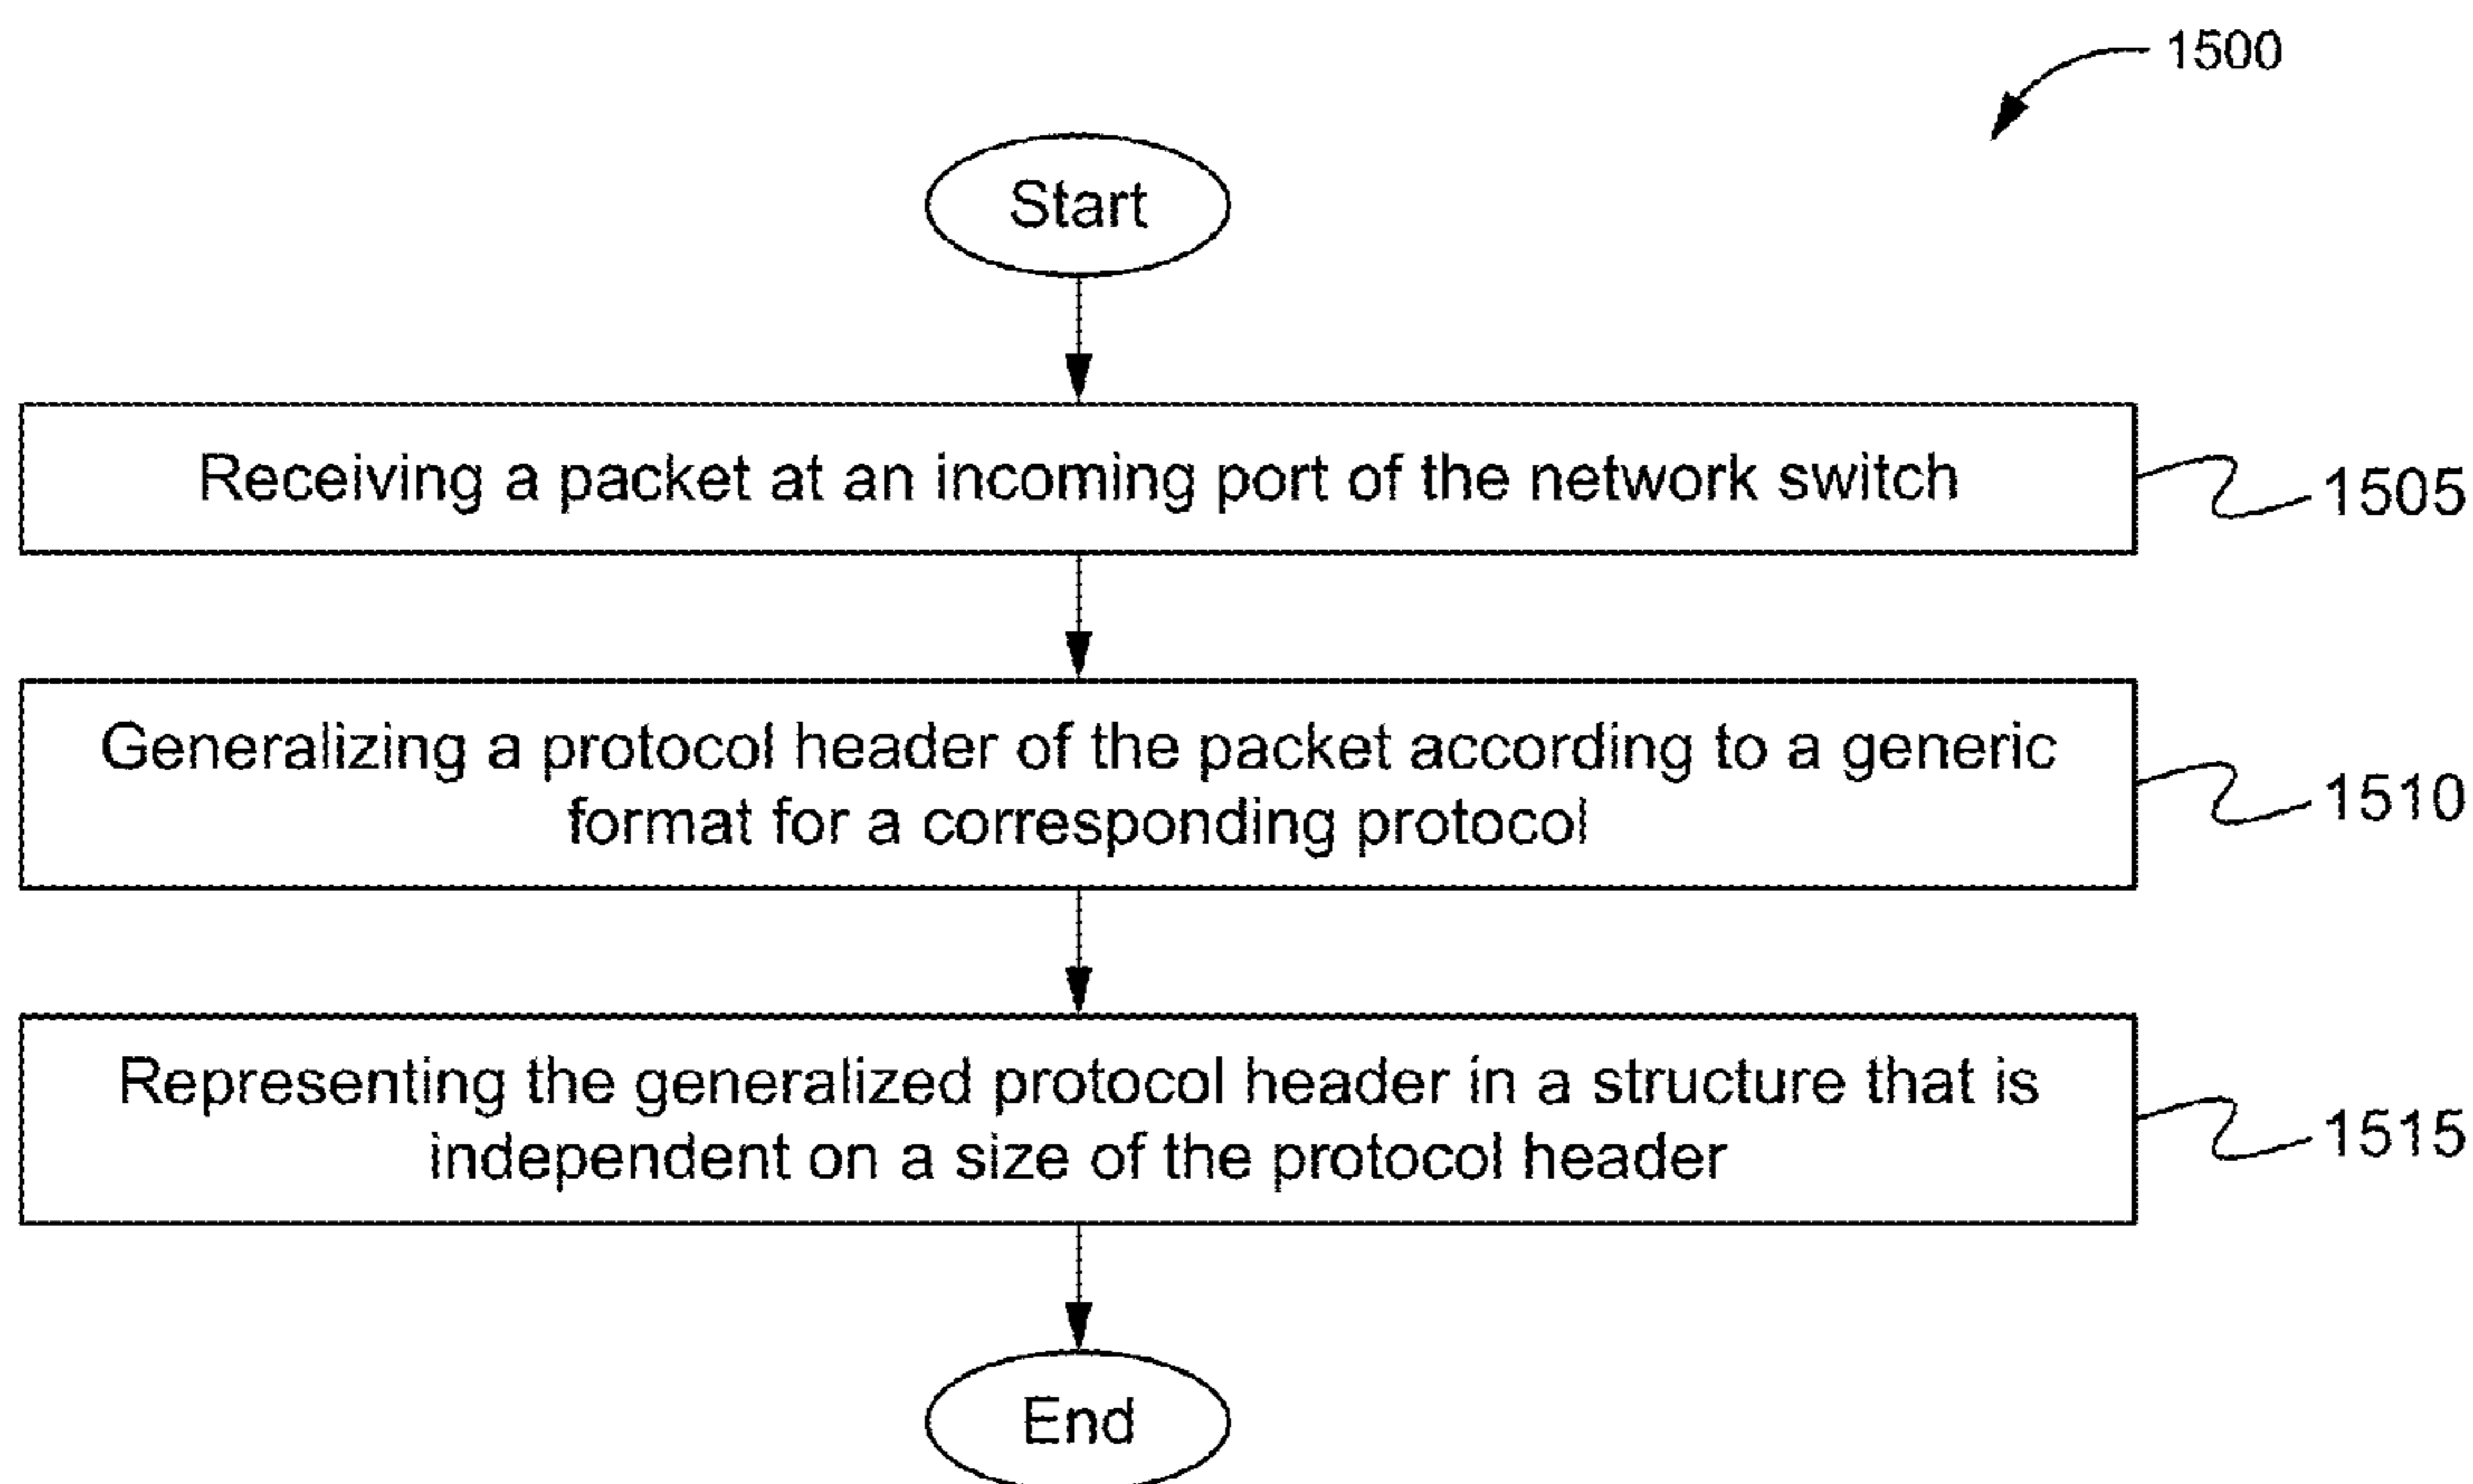 1500
Start
Receiving a packet at an incoming port of the network switch
1505
Generalizing a protocol header of the packet according to a generic
format for a corresponding protocol
1510
Representing the generalized protocol header in a structure that is
independent on a size of the protocol header
1515
End